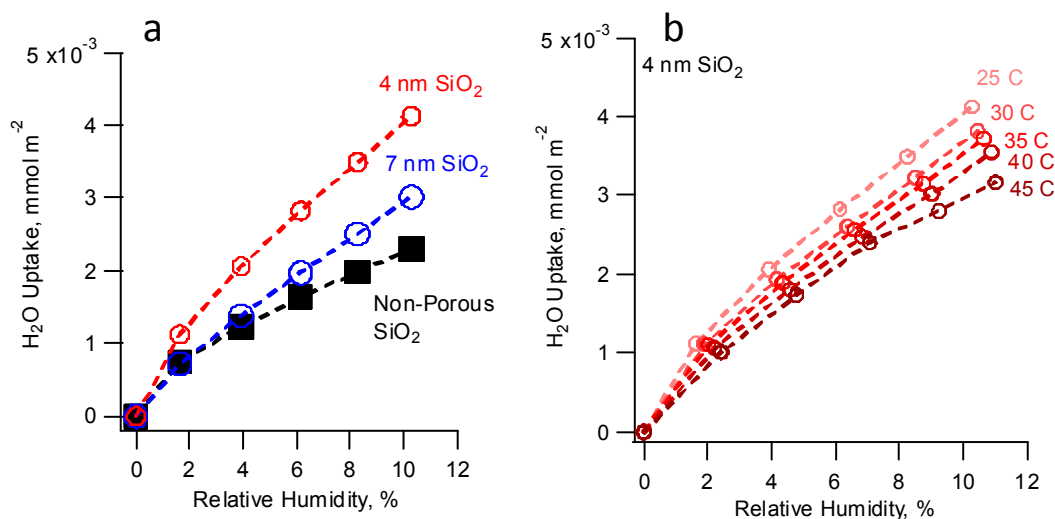 a
5 x10⁻³
4
3
2
1
0
H₂O Uptake, mmol m⁻²
4 nm SiO₂
7 nm SiO₂
Non-Porous
SiO₂
0 2 4 6 8 10 12
Relative Humidity, %
b
5 x10⁻³
4
3
2
1
0
H₂O Uptake, mmol m⁻²
4 nm SiO₂
25 C
30 C
35 C
40 C
45 C
0 2 4 6 8 10 12
Relative Humidity, %